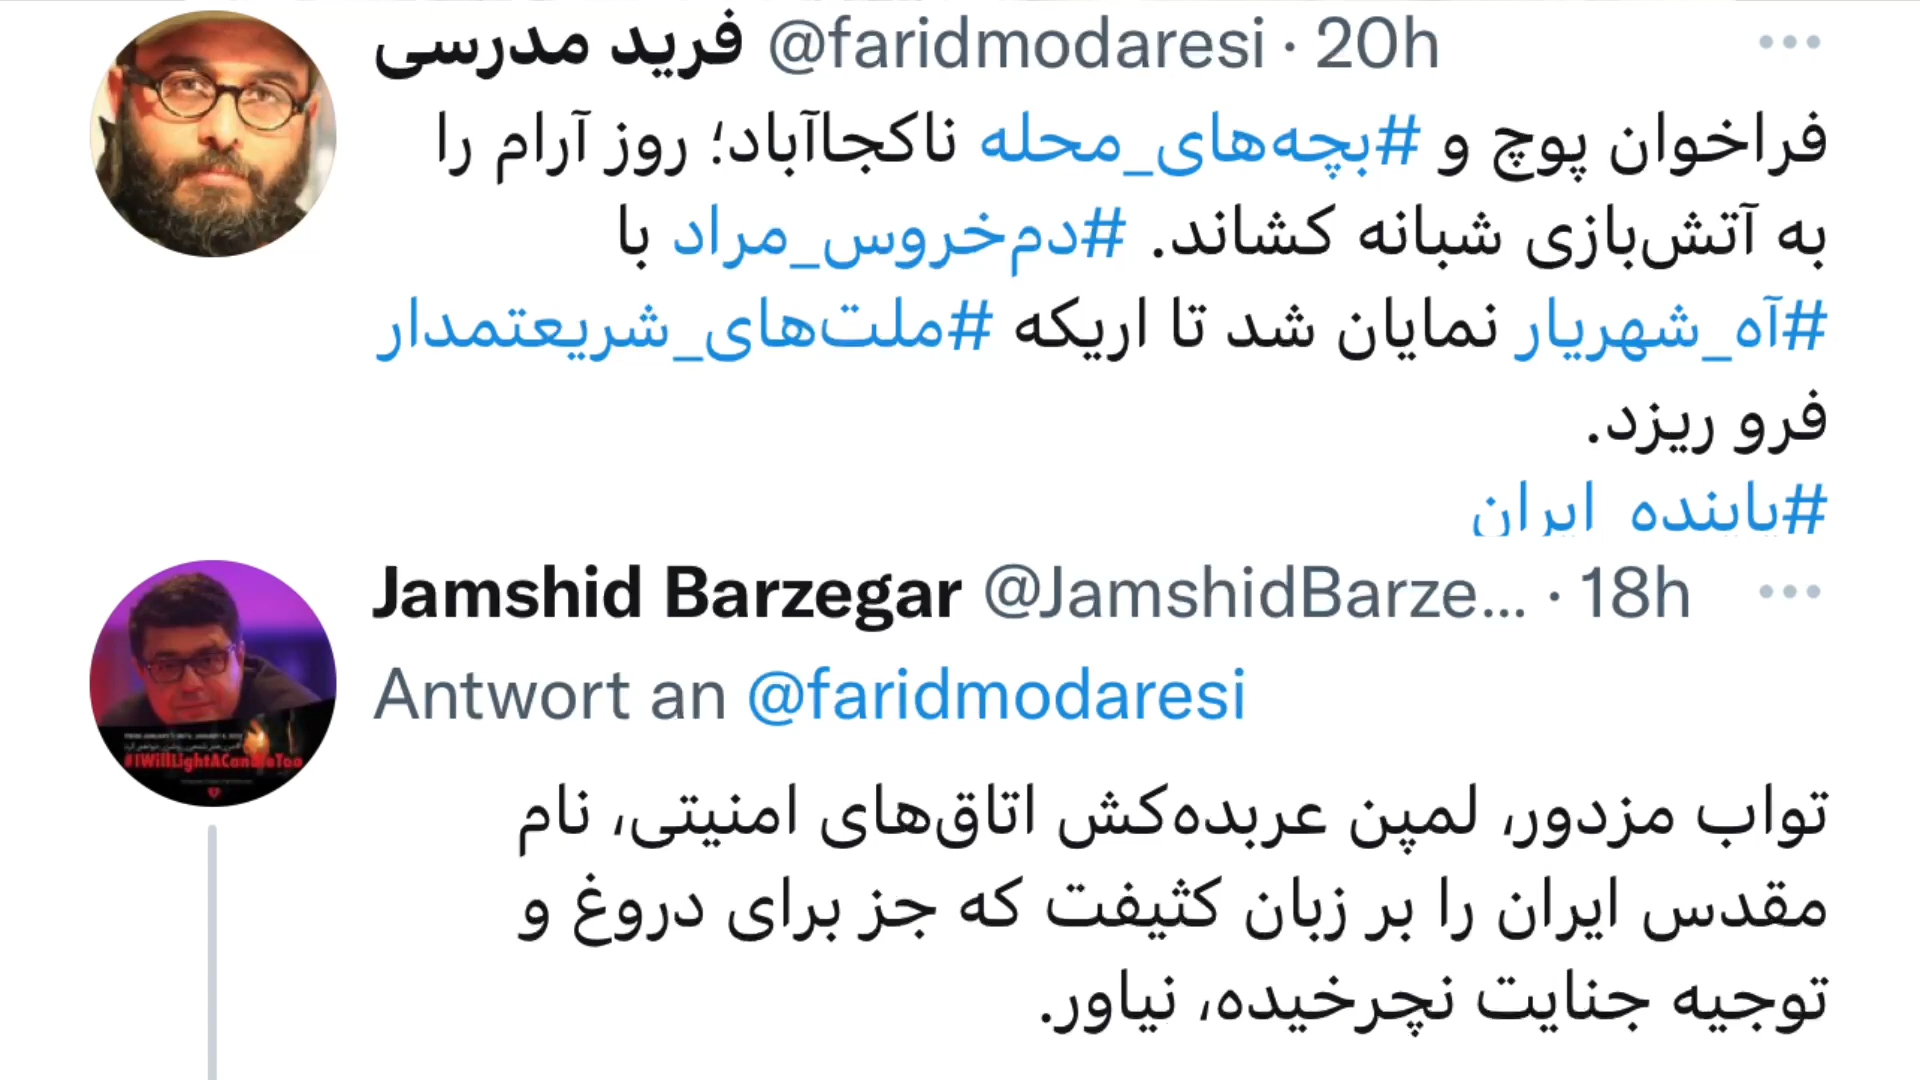 فرید مدرسی @faridmodaresi · 20h
فراخوان پوچ و #بچه‌های_محله ناکجاآباد؛ روز آرام را
به آتش‌بازی شبانه کشاند. #دم‌خروس_مراد با
#آه_شهریار نمایان شد تا اریکه #ملت‌های_شریعتمدار
فرو ریزد.
#پاینده_ایران
Jamshid Barzegar @JamshidBarze... · 18h
Antwort an @faridmodaresi
#IWillLightACandleToo
تواب مزدور، لمپن عربده‌کش اتاق‌های امنیتی، نام
مقدس ایران را بر زبان کثیفت که جز برای دروغ و
توجیه جنایت نچرخیده، نیاور.